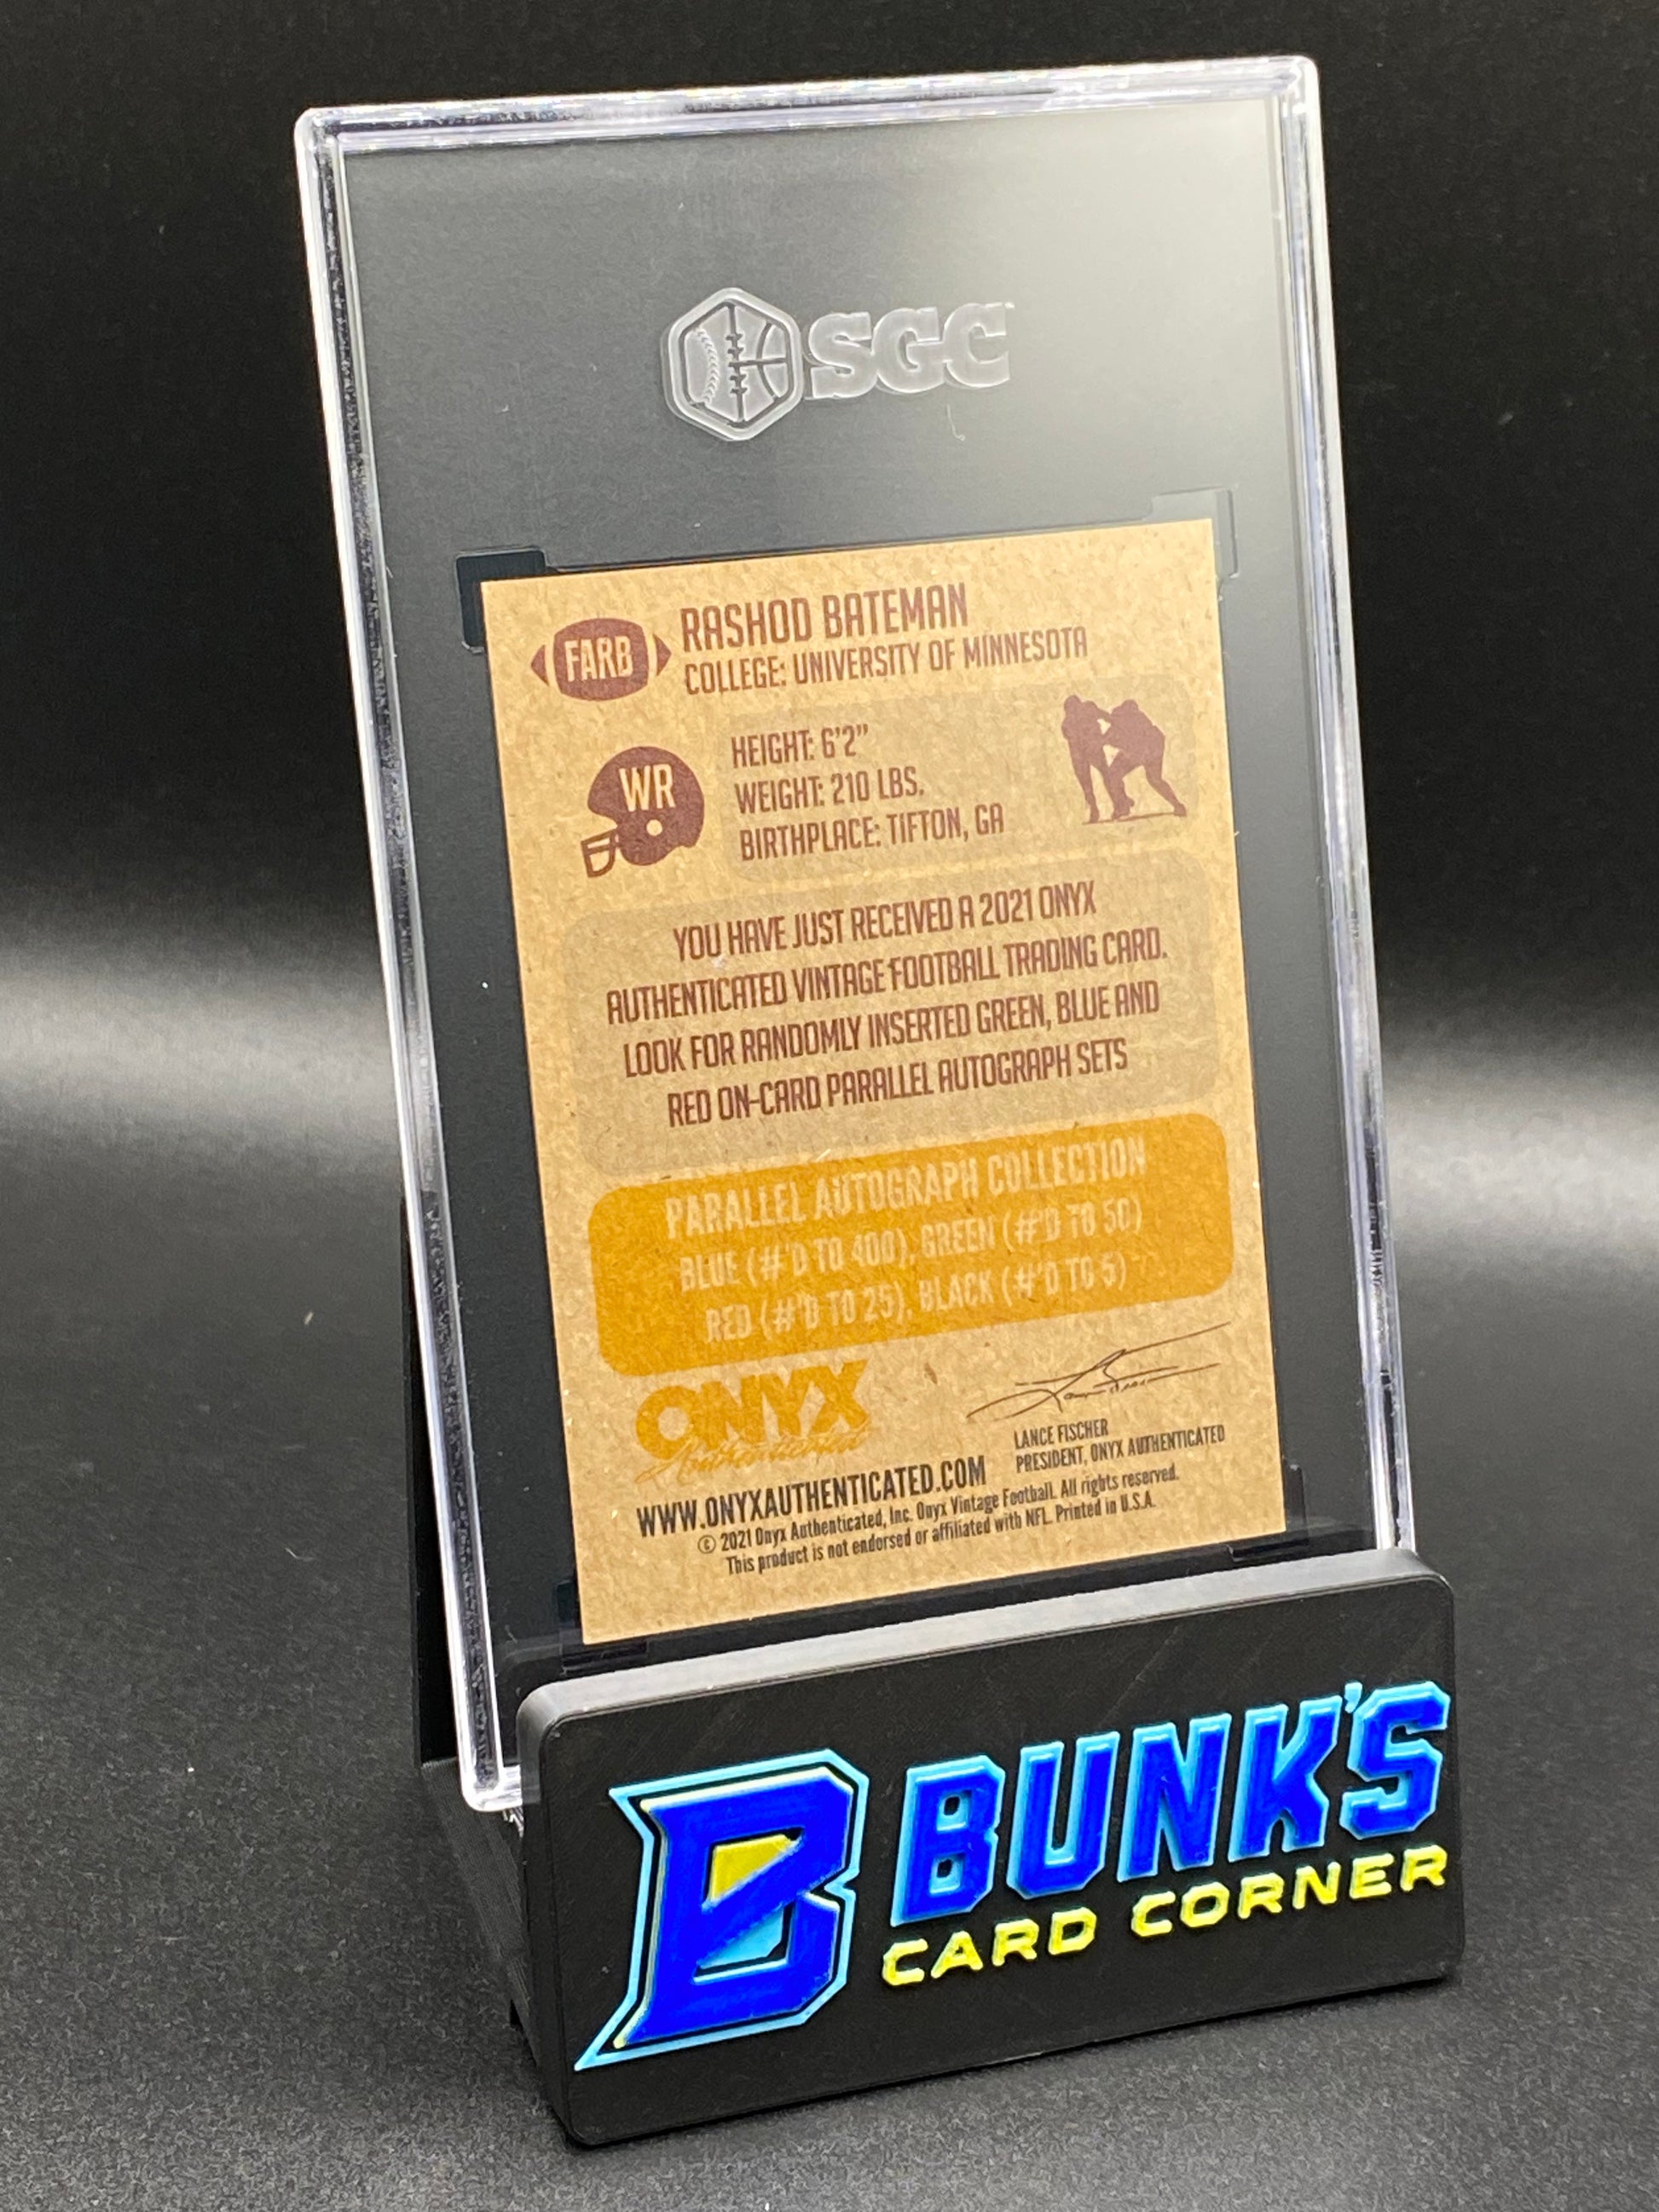 SGC
FARB
RASHOD BATEMAN
COLLEGE: UNIVERSITY OF MINNESOTA
WR
HEIGHT: 6'2"
WEIGHT: 210 LBS.
BIRTHPLACE: TIFTON, GA
YOU HAVE JUST RECEIVED A 2021 ONYX
AUTHENTICATED VINTAGE FOOTBALL TRADING CARD.
LOOK FOR RANDOMLY INSERTED GREEN, BLUE AND
RED ON-CARD PARALLEL AUTOGRAPH SETS
PARALLEL AUTOGRAPH COLLECTION
BLUE (#'D TO 400), GREEN (#'D TO 50)
RED (#'D TO 25), BLACK (#'D TO 5)
ONYX
Authenticated
LANCE FISCHER
PRESIDENT, ONYX AUTHENTICATED
WWW.ONYXAUTHENTICATED.COM
© 2021 Onyx Authenticated, Inc. Onyx Vintage Football. All rights reserved.
This product is not endorsed or affiliated with NFL. Printed in U.S.A.
B
BUNK'S
CARD CORNER